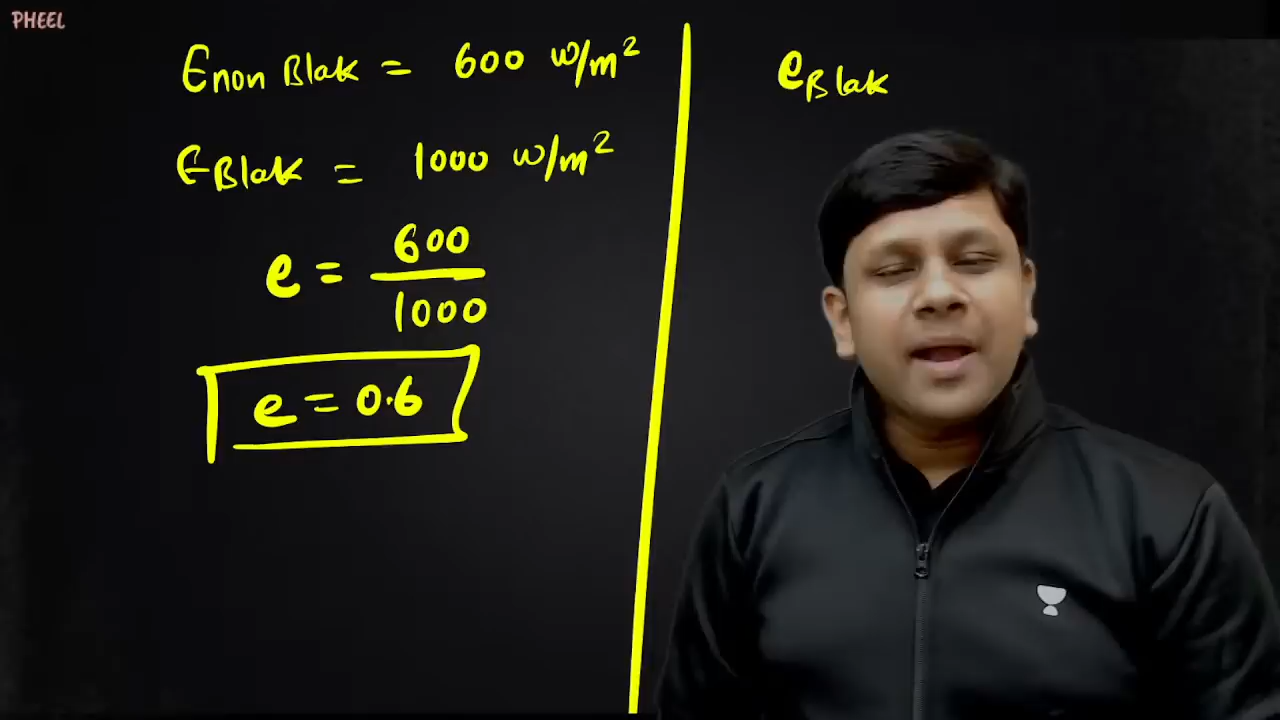 PHEEL
Enon Blak = 600 w/m²
EBlak = 1000 w/m²
e = 600
1000
e = 0.6
eBlak